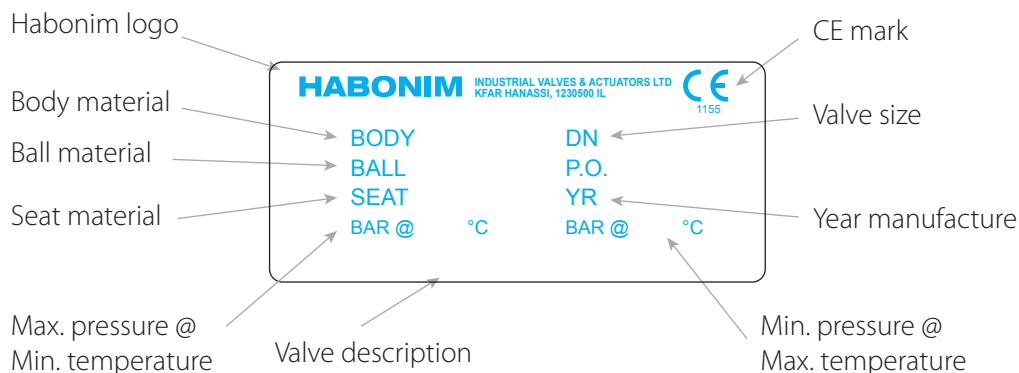 Habonim logo
CE mark
HABONIM INDUSTRIAL VALVES & ACTUATORS LTD
KFAR HANASSI, 1230500 IL
CE
1155
Body material
Valve size
BODY DN
Ball material
BALL P.O.
SEAT YR
Seat material
Year manufacture
BAR @ °C BAR @ °C
Max. pressure @
Min. temperature
Valve description
Min. pressure @
Max. temperature